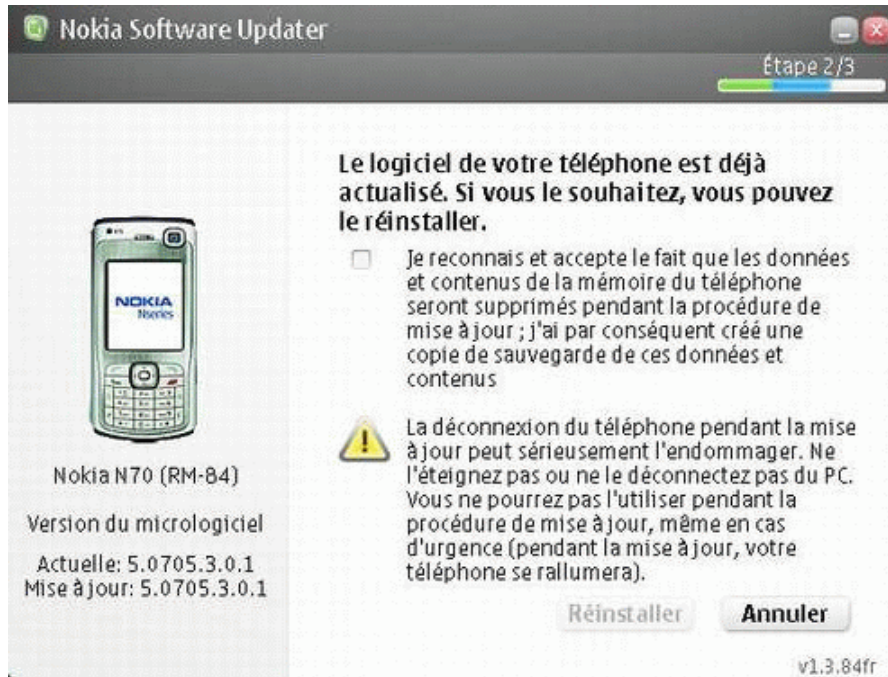 Nokia Software Updater
Étape 2/3
Le logiciel de votre téléphone est déjà
actualisé. Si vous le souhaitez, vous pouvez
le réinstaller.
Je reconnais et accepte le fait que les données
et contenus de la mémoire du téléphone
seront supprimés pendant la procédure de
mise à jour ; j'ai par conséquent créé une
copie de sauvegarde de ces données et
contenus
La déconnexion du téléphone pendant la mise
à jour peut sérieusement l'endommager. Ne
l'éteignez pas ou ne le déconnectez pas du PC.
Vous ne pourrez pas l'utiliser pendant la
procédure de mise à jour, même en cas
d'urgence (pendant la mise à jour, votre
téléphone se rallumera).
NOKIA
Nseries
Nokia N70 (RM-84)
Version du micrologiciel
Actuelle: 5.0705.3.0.1
Mise à jour: 5.0705.3.0.1
Réinstaller
Annuler
v1.3.84fr